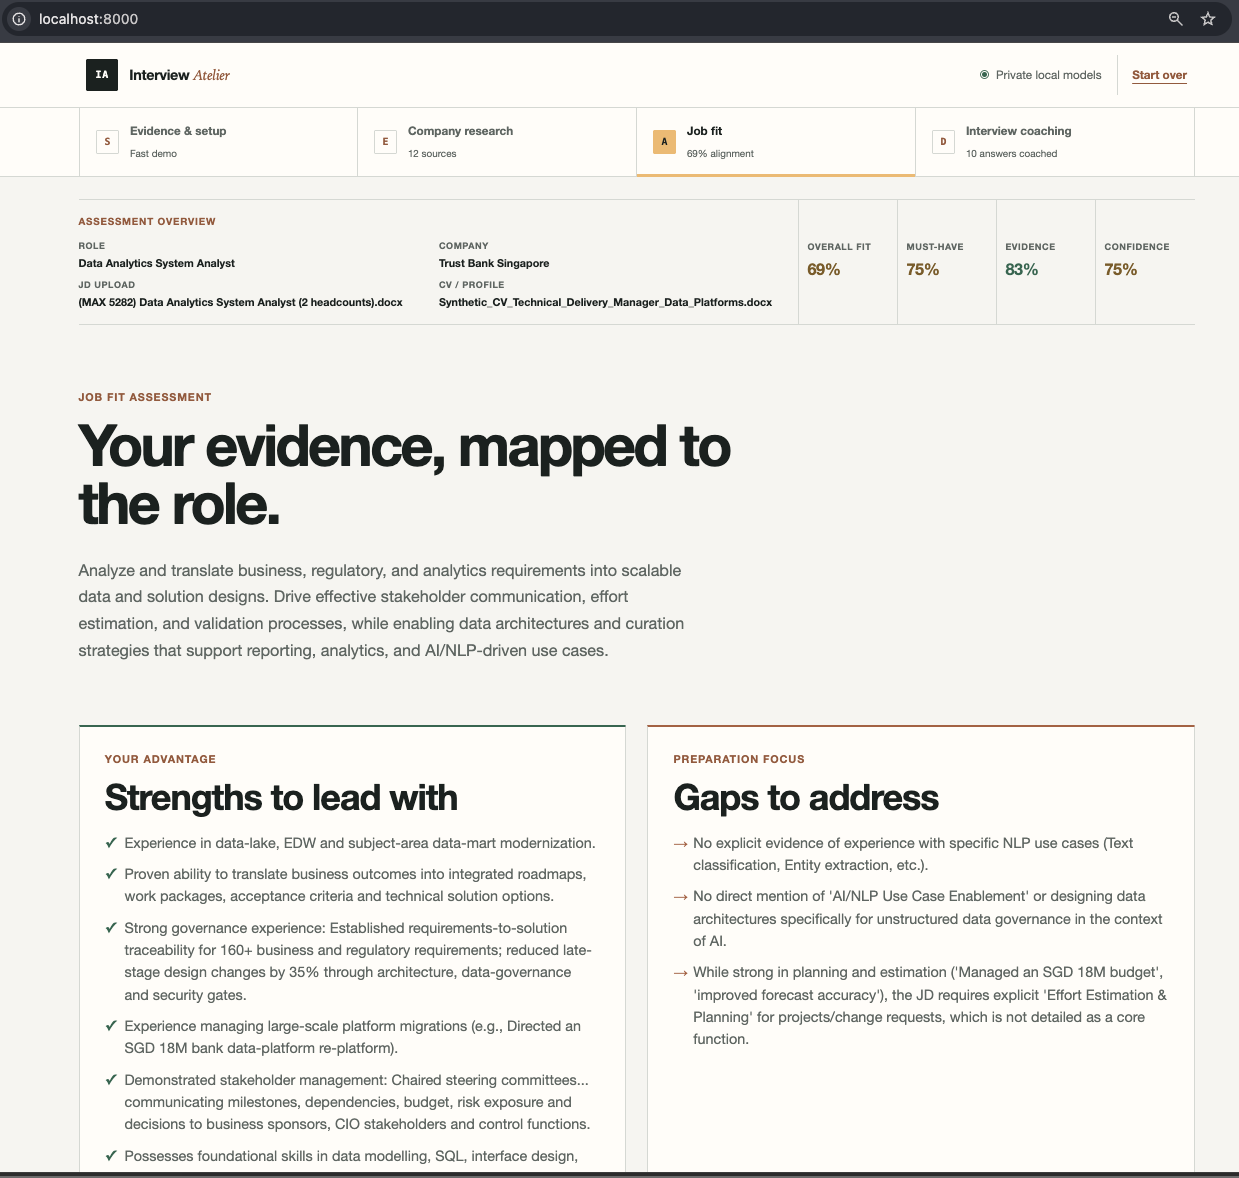 localhost:8000
IA
Interview Atelier
Private local models
Start over
S
Evidence & setup
Fast demo
E
Company research
12 sources
A
Job fit
69% alignment
D
Interview coaching
10 answers coached
ASSESSMENT OVERVIEW
ROLE
Data Analytics System Analyst
COMPANY
Trust Bank Singapore
JD UPLOAD
(MAX 5282) Data Analytics System Analyst (2 headcounts).docx
CV / PROFILE
Synthetic_CV_Technical_Delivery_Manager_Data_Platforms.docx
OVERALL FIT
69%
MUST-HAVE
75%
EVIDENCE
83%
CONFIDENCE
75%
JOB FIT ASSESSMENT
Your evidence, mapped to
the role.
Analyze and translate business, regulatory, and analytics requirements into scalable
data and solution designs. Drive effective stakeholder communication, effort
estimation, and validation processes, while enabling data architectures and curation
strategies that support reporting, analytics, and AI/NLP-driven use cases.
YOUR ADVANTAGE
Strengths to lead with
✓ Experience in data-lake, EDW and subject-area data-mart modernization.
✓ Proven ability to translate business outcomes into integrated roadmaps,
work packages, acceptance criteria and technical solution options.
✓ Strong governance experience: Established requirements-to-solution
traceability for 160+ business and regulatory requirements; reduced late-
stage design changes by 35% through architecture, data-governance
and security gates.
✓ Experience managing large-scale platform migrations (e.g., Directed an
SGD 18M bank data-platform re-platform).
✓ Demonstrated stakeholder management: Chaired steering committees...
communicating milestones, dependencies, budget, risk exposure and
decisions to business sponsors, CIO stakeholders and control functions.
✓ Possesses foundational skills in data modelling, SQL, interface design,
PREPARATION FOCUS
Gaps to address
→ No explicit evidence of experience with specific NLP use cases (Text
classification, Entity extraction, etc.).
→ No direct mention of 'AI/NLP Use Case Enablement' or designing data
architectures specifically for unstructured data governance in the context
of AI.
→ While strong in planning and estimation ('Managed an SGD 18M budget',
'improved forecast accuracy'), the JD requires explicit 'Effort Estimation &
Planning' for projects/change requests, which is not detailed as a core
function.